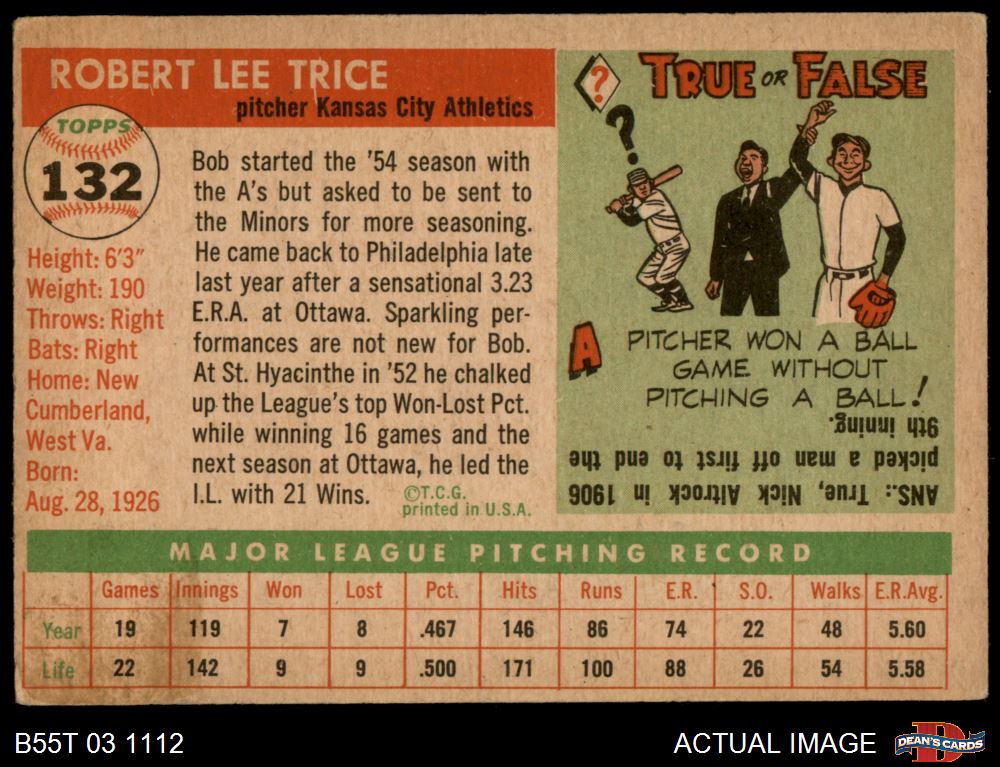 ROBERT LEE TRICE
pitcher Kansas City Athletics
TOPPS
132
Height: 6'3"
Weight: 190
Throws: Right
Bats: Right
Home: New
Cumberland,
West Va.
Born:
Aug. 28, 1926
Bob started the '54 season with
the A's but asked to be sent to
the Minors for more seasoning.
He came back to Philadelphia late
last year after a sensational 3.23
E.R.A. at Ottawa. Sparkling per-
formances are not new for Bob.
At St. Hyacinthe in '52 he chalked
up the League's top Won-Lost Pct.
while winning 16 games and the
next season at Ottawa, he led the
I.L. with 21 Wins.
©T.C.G.
printed in U.S.A.
?
TRUE OR FALSE
?
A PITCHER WON A BALL
GAME WITHOUT
PITCHING A BALL!
ANS.: True, Nick Altrock in 1906
picked a man off first to end the
9th inning.
MAJOR LEAGUE PITCHING RECORD
Games Innings Won Lost Pct. Hits Runs E.R. S.O. Walks E.R.Avg.
Year 19 119 7 8 .467 146 86 74 22 48 5.60
Life 22 142 9 9 .500 171 100 88 26 54 5.58
B55T 03 1112
ACTUAL IMAGE
D
DEAN'S CARDS